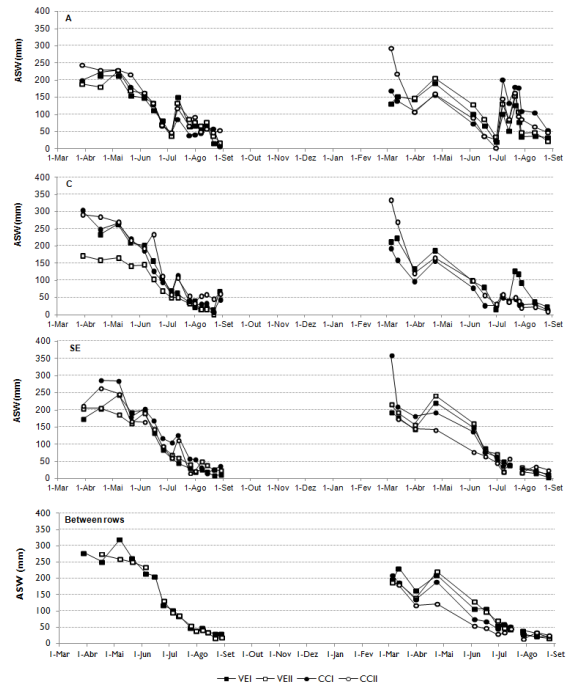 A
ASW (mm)
400
350
300
250
200
150
100
50
0
1-Mar 1-Abr 1-Mai 1-Jun 1-Jul 1-Ago 1-Set 1-Out 1-Nov 1-Dez 1-Jan 1-Fev 1-Mar 1-Abr 1-Mai 1-Jun 1-Jul 1-Ago 1-Set
C
ASW (mm)
400
350
300
250
200
150
100
50
0
1-Mar 1-Abr 1-Mai 1-Jun 1-Jul 1-Ago 1-Set 1-Out 1-Nov 1-Dez 1-Jan 1-Fev 1-Mar 1-Abr 1-Mai 1-Jun 1-Jul 1-Ago 1-Set
SE
ASW (mm)
400
350
300
250
200
150
100
50
0
1-Mar 1-Abr 1-Mai 1-Jun 1-Jul 1-Ago 1-Set 1-Out 1-Nov 1-Dez 1-Jan 1-Fev 1-Mar 1-Abr 1-Mai 1-Jun 1-Jul 1-Ago 1-Set
Between rows
ASW (mm)
400
350
300
250
200
150
100
50
0
1-Mar 1-Abr 1-Mai 1-Jun 1-Jul 1-Ago 1-Set 1-Out 1-Nov 1-Dez 1-Jan 1-Fev 1-Mar 1-Abr 1-Mai 1-Jun 1-Jul 1-Ago 1-Set
VEI VEII CCI CCII